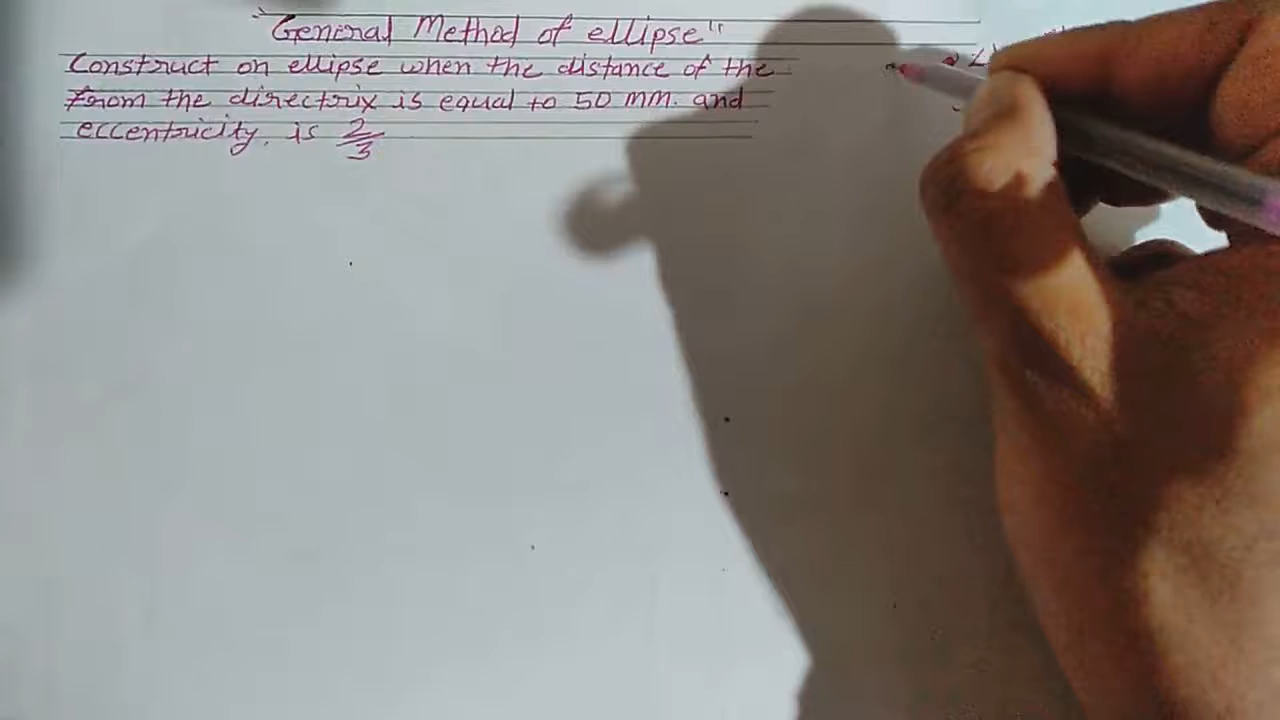 "General Method of ellipse"
Construct on ellipse when the distance of the
from the directrix is equal to 50 mm. and
eccentricity. is 2/3